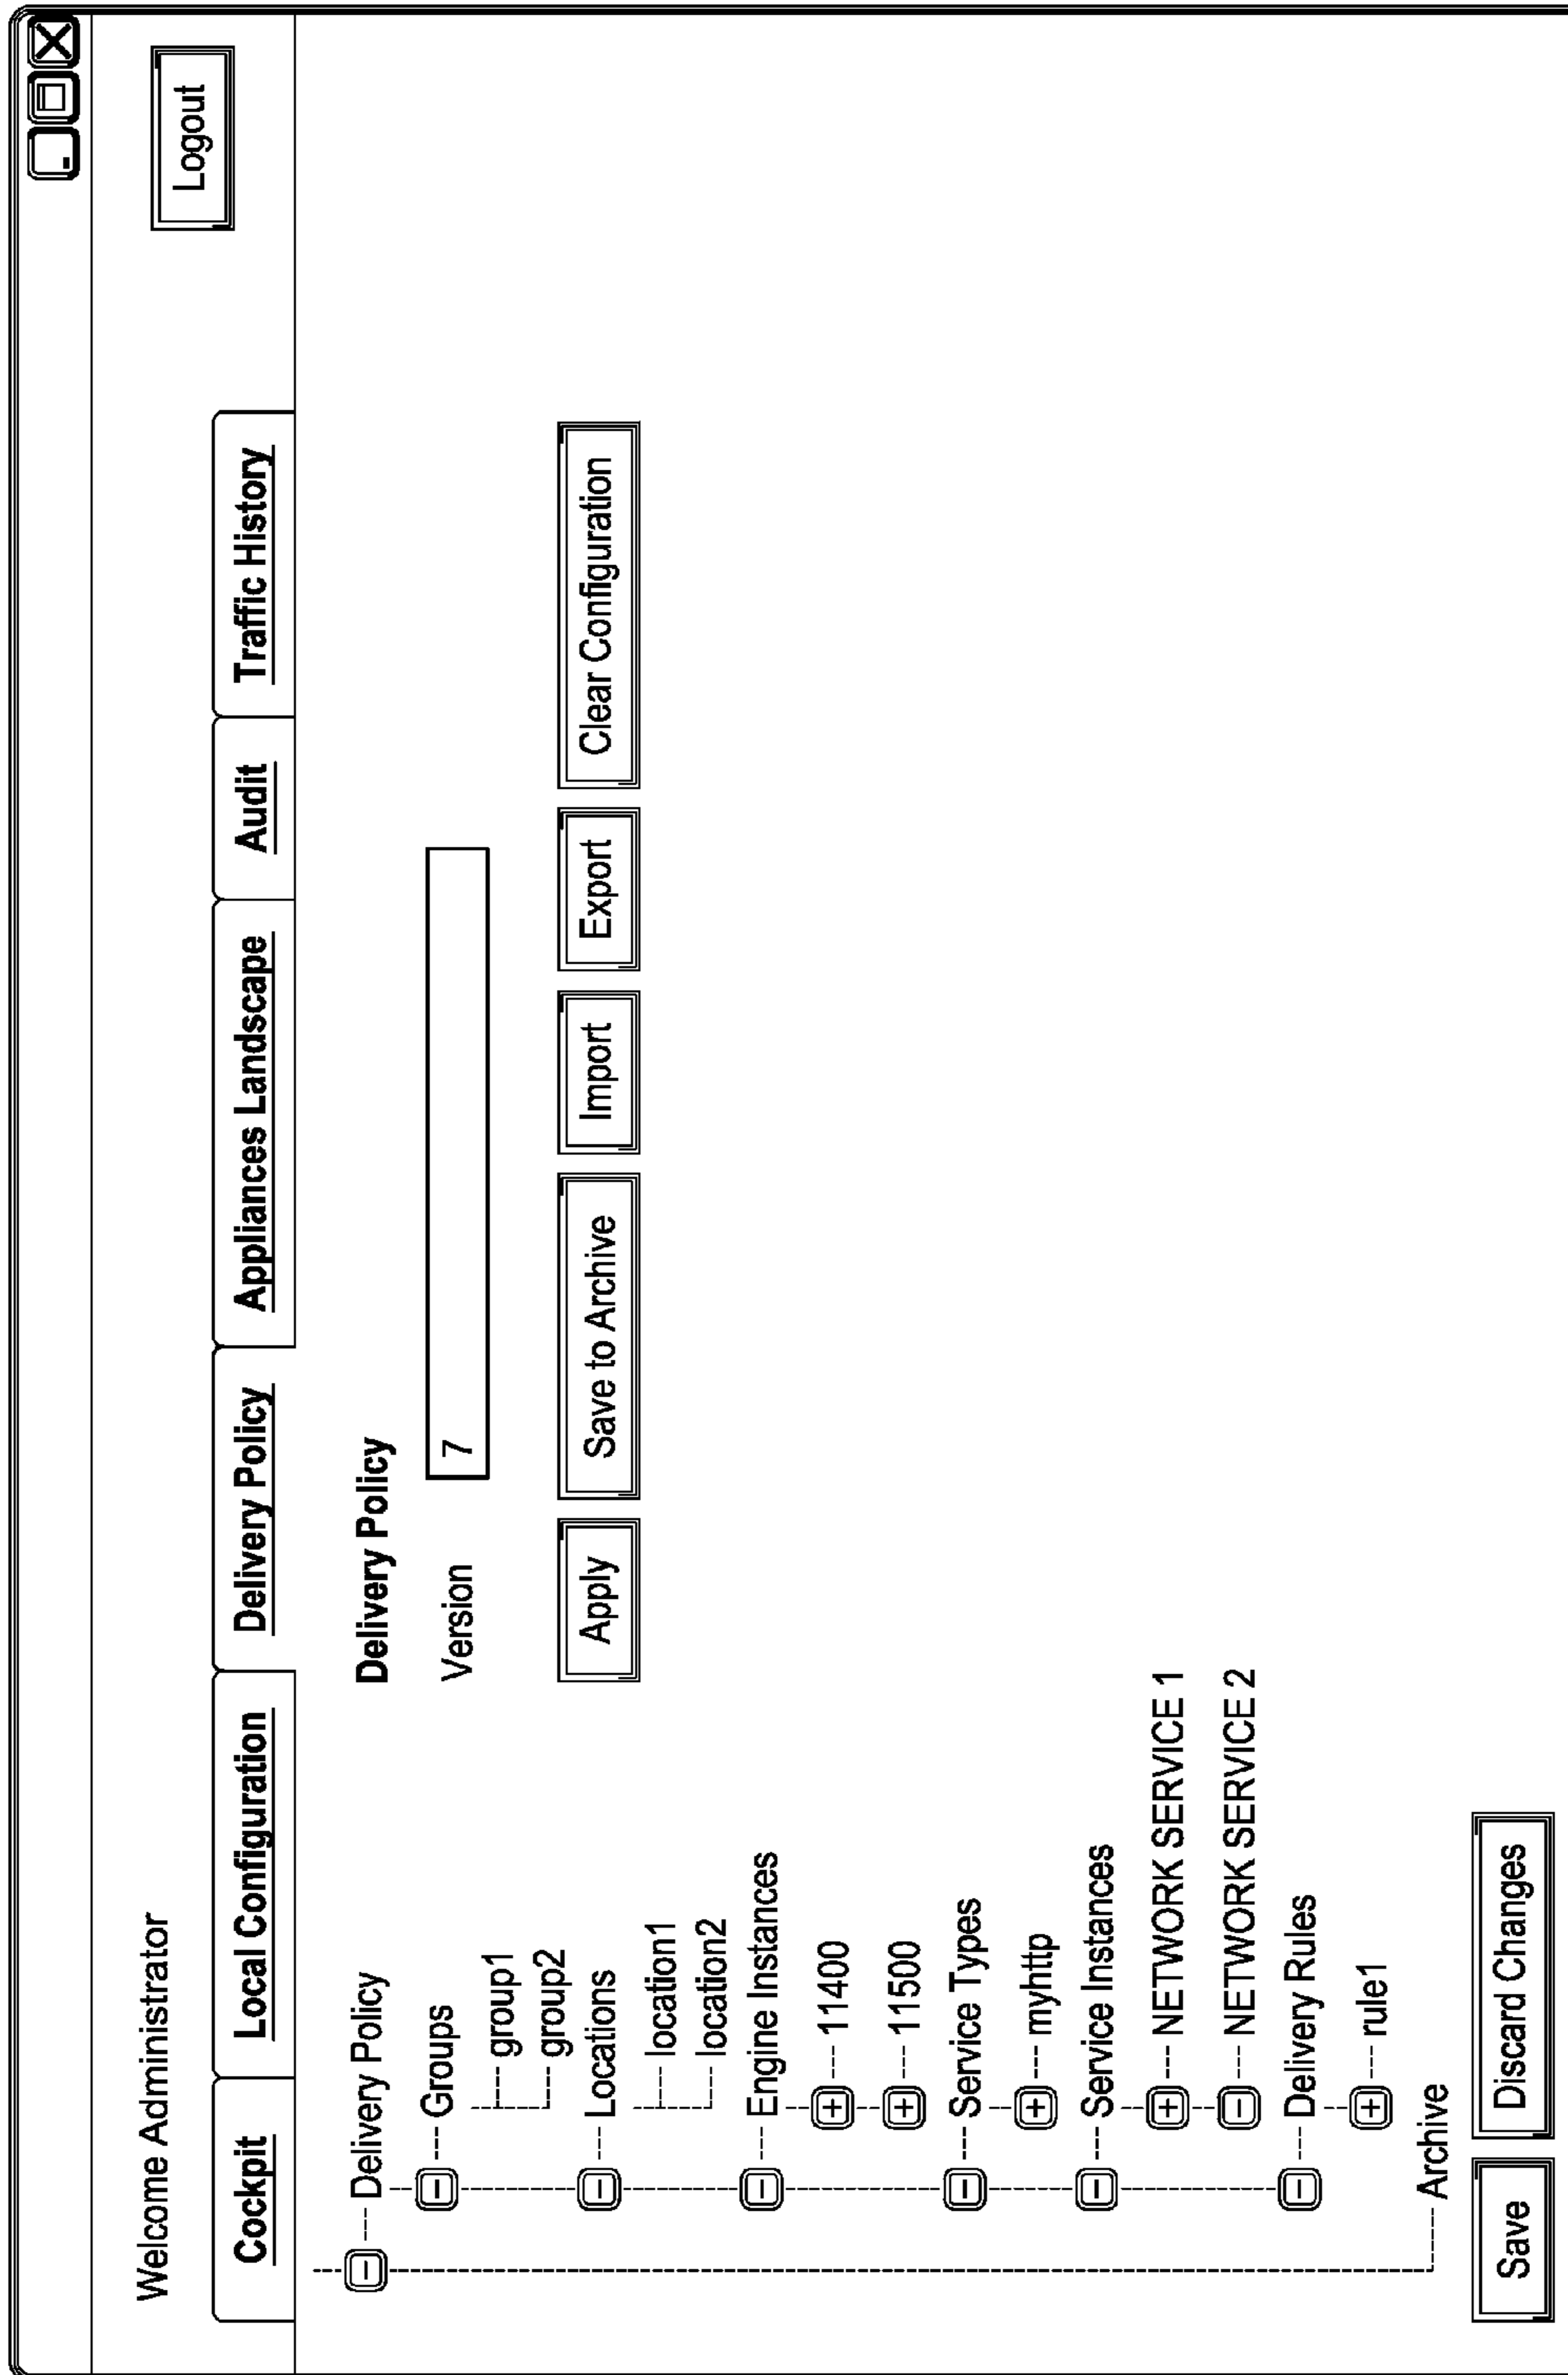 Welcome Administrator
Logout
Cockpit
Local Configuration
Delivery Policy
Appliances Landscape
Audit
Traffic History
Delivery Policy
Groups
group1
group2
Locations
location1
location2
Engine Instances
11400
11500
Service Types
myhttp
Service Instances
NETWORK SERVICE 1
NETWORK SERVICE 2
Delivery Rules
rule1
Archive
Save
Discard Changes
Delivery Policy
Version
7
Apply
Save to Archive
Import
Export
Clear Configuration